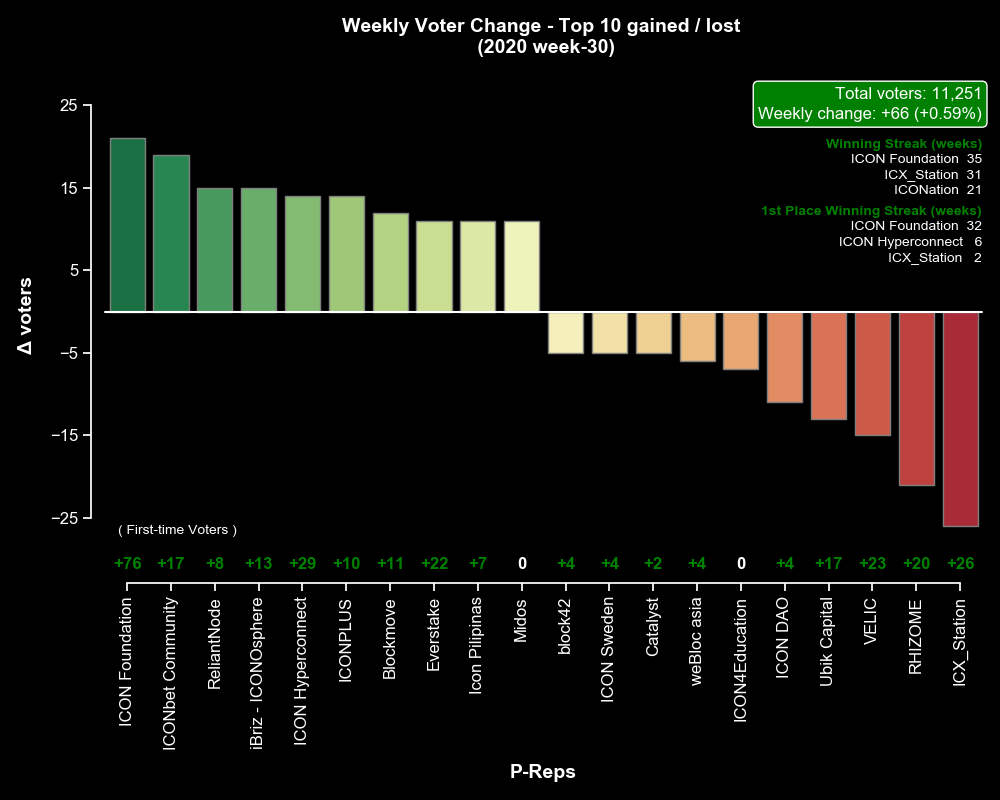 Weekly Voter Change - Top 10 gained / lost
(2020 week-30)
Total voters: 11,251
Weekly change: +66 (+0.59%)
Winning Streak (weeks)
ICON Foundation 35
ICX_Station 31
ICONation 21
1st Place Winning Streak (weeks)
ICON Foundation 32
ICON Hyperconnect 6
ICX_Station 2
Δ voters
25
15
5
−5
−15
−25
( First-time Voters )
+76 +17 +8 +13 +29 +10 +11 +22 +7 0 +4 +4 +2 +4 0 +4 +17 +23 +20 +26
ICON Foundation
ICONbet Community
ReliantNode
iBriz - ICONOsphere
ICON Hyperconnect
ICONPLUS
Blockmove
Everstake
Icon Pilipinas
Midos
block42
ICON Sweden
Catalyst
weBloc asia
ICON4Education
ICON DAO
Ubik Capital
VELIC
RHIZOME
ICX_Station
P-Reps